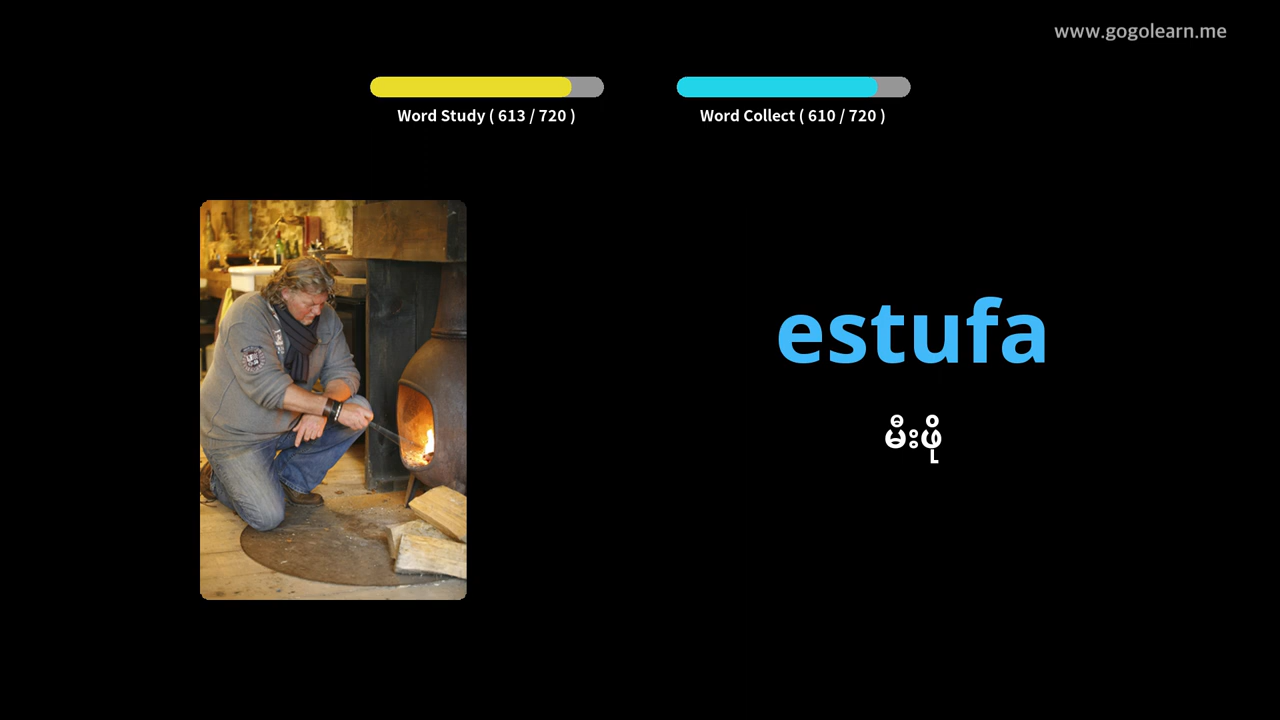 www.gogolearn.me
Word Study ( 613 / 720 )
Word Collect ( 610 / 720 )
estufa
မီးဖို